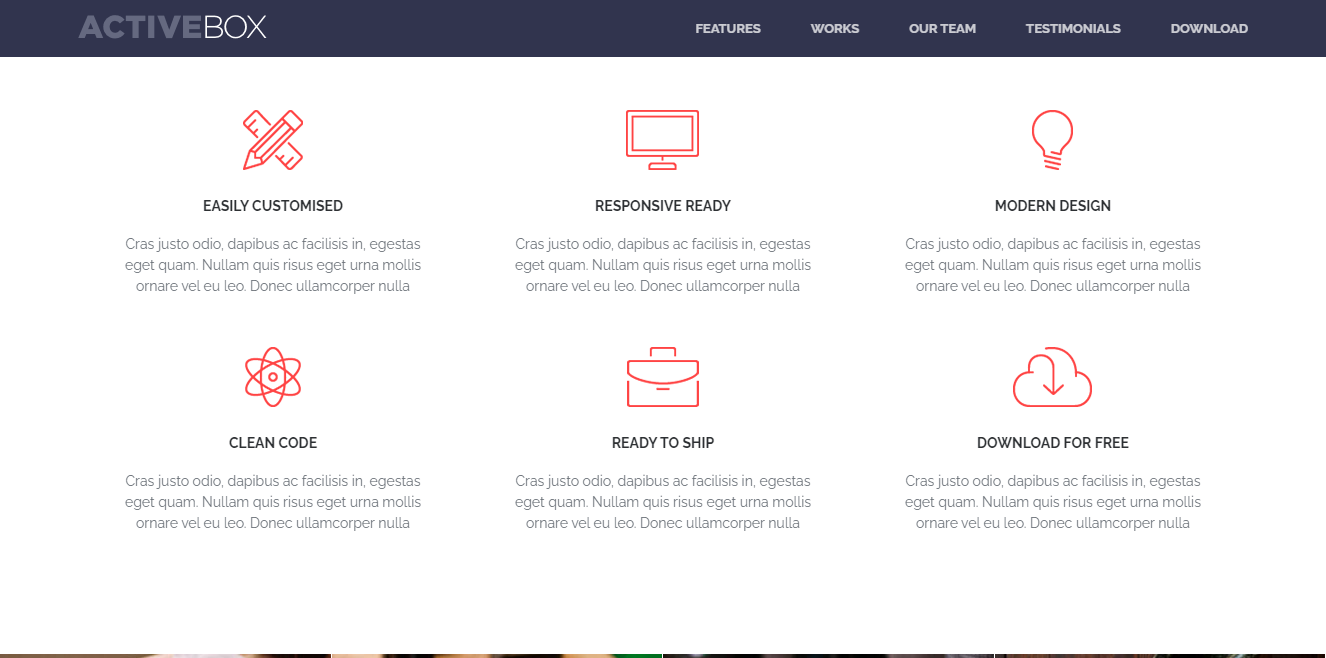 ACTIVEBOX
FEATURES WORKS OUR TEAM TESTIMONIALS DOWNLOAD
EASILY CUSTOMISED
Cras justo odio, dapibus ac facilisis in, egestas
eget quam. Nullam quis risus eget urna mollis
ornare vel eu leo. Donec ullamcorper nulla
RESPONSIVE READY
Cras justo odio, dapibus ac facilisis in, egestas
eget quam. Nullam quis risus eget urna mollis
ornare vel eu leo. Donec ullamcorper nulla
MODERN DESIGN
Cras justo odio, dapibus ac facilisis in, egestas
eget quam. Nullam quis risus eget urna mollis
ornare vel eu leo. Donec ullamcorper nulla
CLEAN CODE
Cras justo odio, dapibus ac facilisis in, egestas
eget quam. Nullam quis risus eget urna mollis
ornare vel eu leo. Donec ullamcorper nulla
READY TO SHIP
Cras justo odio, dapibus ac facilisis in, egestas
eget quam. Nullam quis risus eget urna mollis
ornare vel eu leo. Donec ullamcorper nulla
DOWNLOAD FOR FREE
Cras justo odio, dapibus ac facilisis in, egestas
eget quam. Nullam quis risus eget urna mollis
ornare vel eu leo. Donec ullamcorper nulla